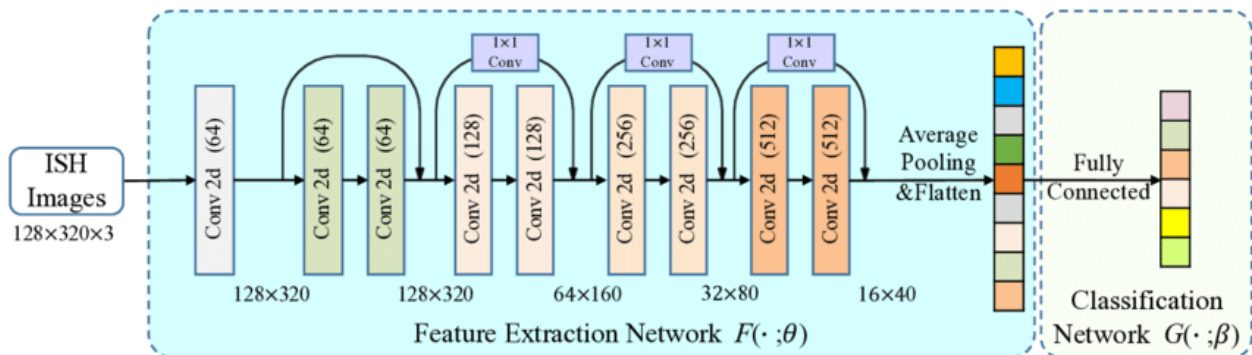 1×1
Conv
1×1
Conv
1×1
Conv
ISH
Images
128×320×3
Conv 2d (64)
Conv 2d (64)
Conv 2d (64)
Conv 2d (128)
Conv 2d (128)
Conv 2d (256)
Conv 2d (256)
Conv 2d (512)
Conv 2d (512)
Average
Pooling
&Flatten
Fully
Connected
128×320
128×320
64×160
32×80
16×40
Feature Extraction Network F(· ;θ)
Classification
Network G(· ;β)